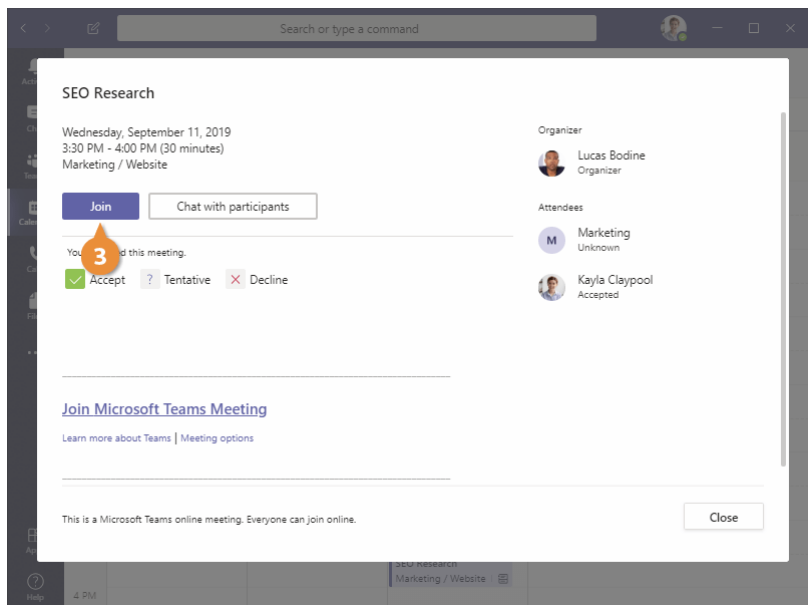 Search or type a command
SEO Research
Wednesday, September 11, 2019
3:30 PM - 4:00 PM (30 minutes)
Marketing / Website
Join
Chat with participants
3
this meeting.
Accept
? Tentative
Decline
Join Microsoft Teams Meeting
Learn more about Teams | Meeting options
This is a Microsoft Teams online meeting. Everyone can join online.
Close
Organizer
Lucas Bodine
Organizer
Attendees
M
Marketing
Unknown
Kayla Claypool
Accepted
SEO Research
Marketing / Website
4 PM
? Help